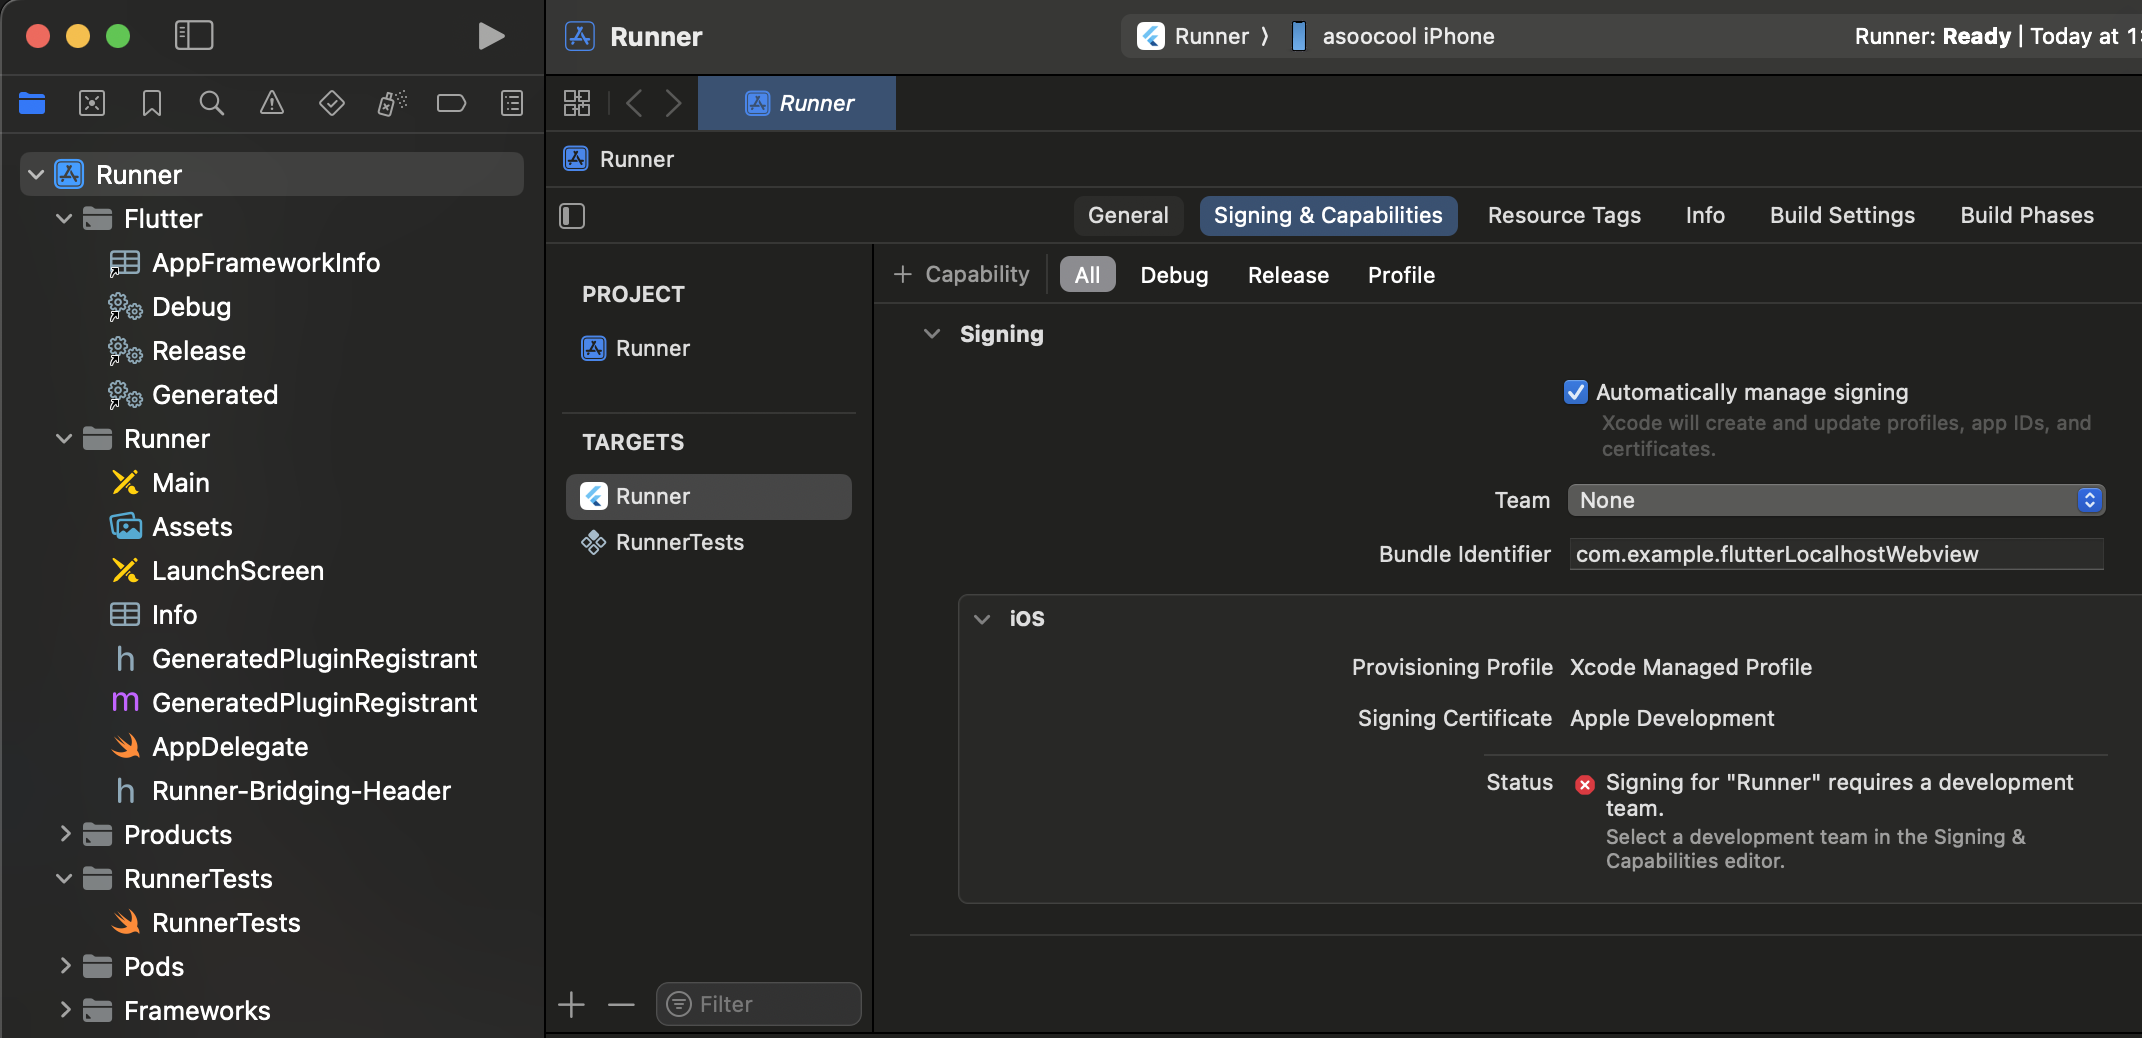 Runner
Runner
asoocool iPhone
Runner: Ready | Today at 1
Runner
Runner
Runner
Flutter
AppFrameworkInfo
Debug
Release
Generated
Runner
Main
Assets
LaunchScreen
Info
GeneratedPluginRegistrant
GeneratedPluginRegistrant
AppDelegate
Runner-Bridging-Header
Products
RunnerTests
RunnerTests
Pods
Frameworks
General
Signing & Capabilities
Resource Tags
Info
Build Settings
Build Phases
PROJECT
Runner
TARGETS
Runner
RunnerTests
Filter
+ Capability
All
Debug
Release
Profile
Signing
Automatically manage signing
Xcode will create and update profiles, app IDs, and
certificates.
Team None
Bundle Identifier com.example.flutterLocalhostWebview
iOS
Provisioning Profile Xcode Managed Profile
Signing Certificate Apple Development
Status Signing for "Runner" requires a development
team.
Select a development team in the Signing &
Capabilities editor.